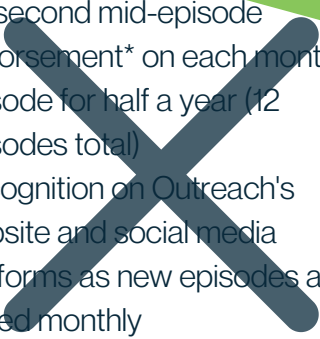 second mid-episode
orsement* on each mont
sode for half a year (12
sodes total)
ognition on Outreach's
osite and social media
forms as new episodes a
ed monthly